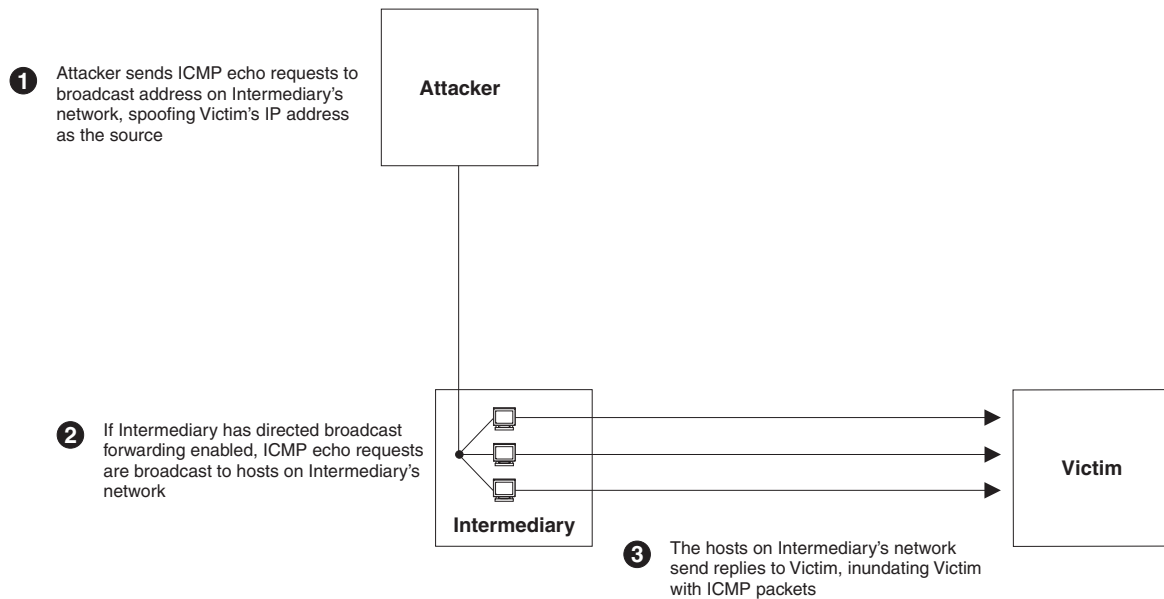 1
Attacker sends ICMP echo requests to
broadcast address on Intermediary's
network, spoofing Victim's IP address
as the source
Attacker
2
If Intermediary has directed broadcast
forwarding enabled, ICMP echo requests
are broadcast to hosts on Intermediary's
network
Intermediary
Victim
3
The hosts on Intermediary's network
send replies to Victim, inundating Victim
with ICMP packets